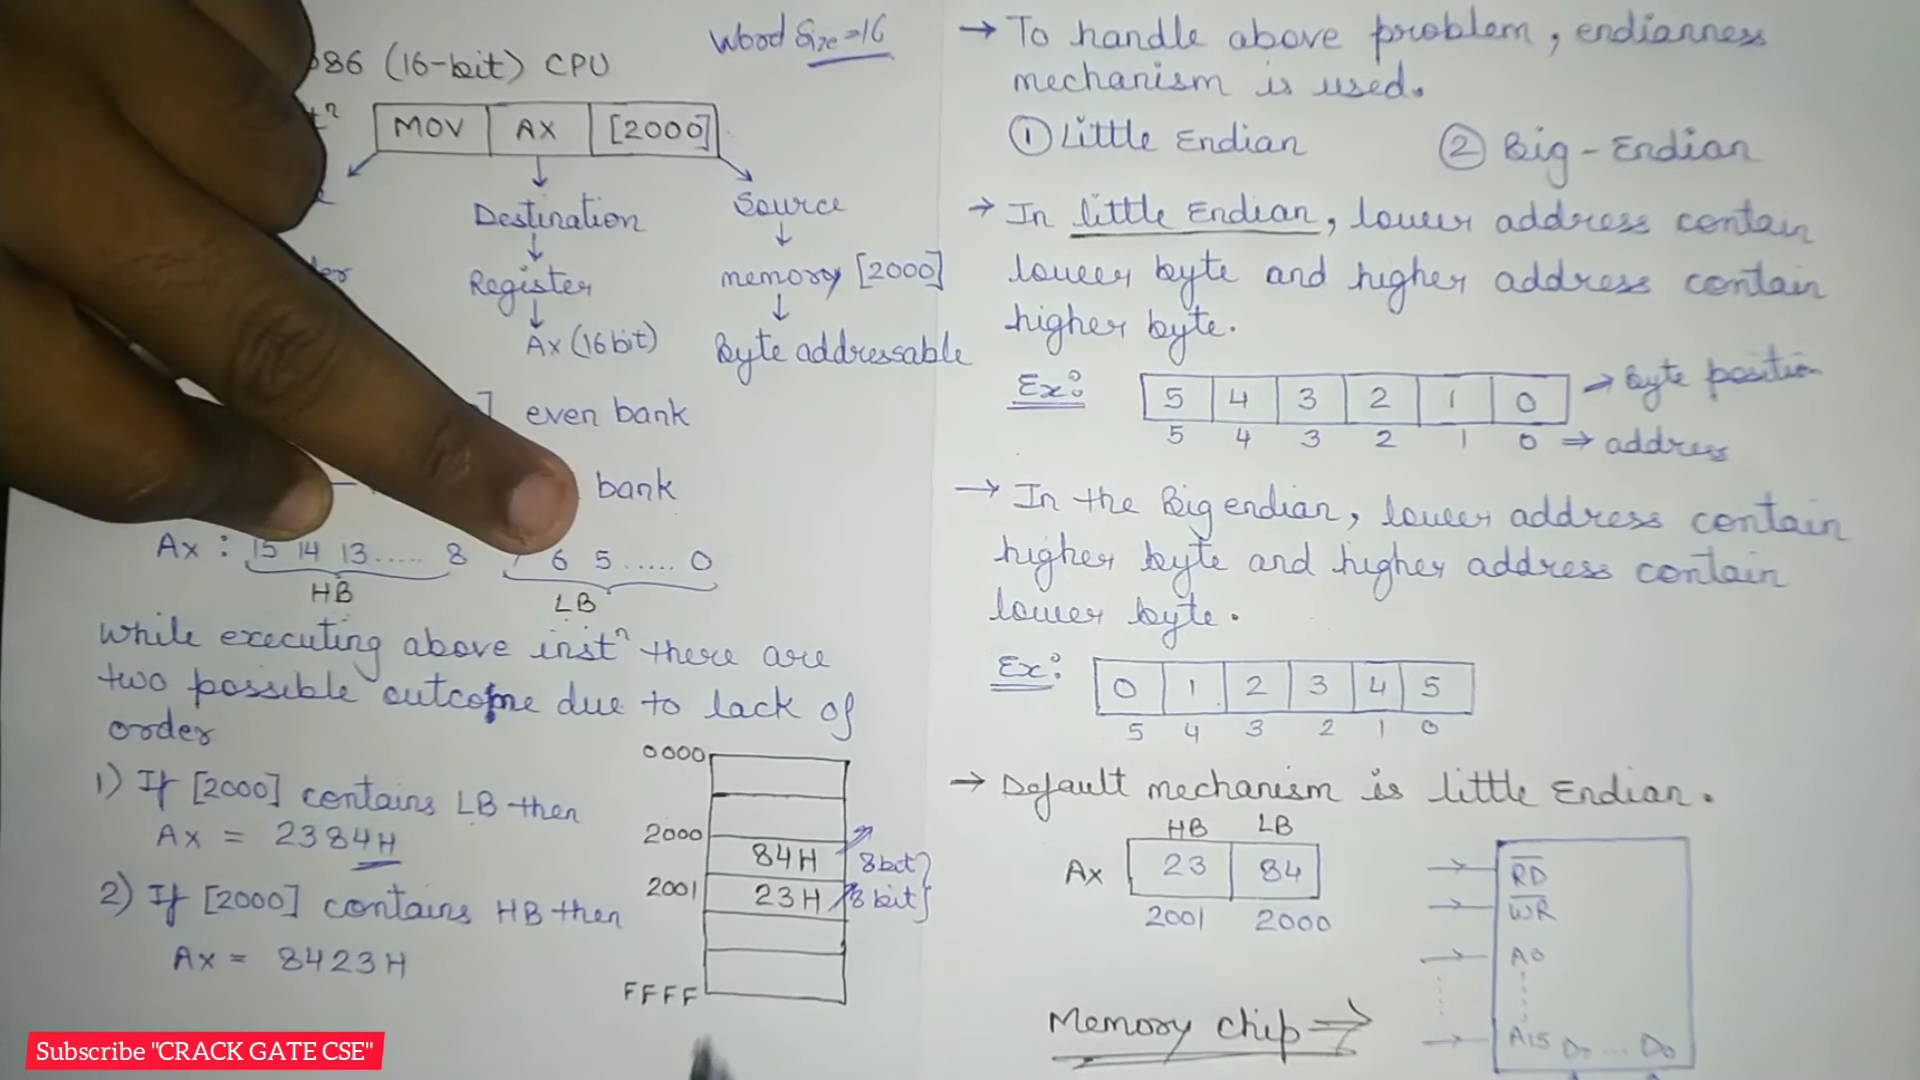 86 (16-bit) CPU
Word Size = 16
MOV AX [2000]
Destination
Source
Register
memory [2000]
AX (16bit)
Byte addressable
even bank
bank
Ax : 15 14 13..... 8 6 5..... 0
HB
LB
while executing above instⁿ there are
two possible outcome due to lack of
order
1) If [2000] contains LB then
Ax = 2384H
2) If [2000] contains HB then
Ax = 8423H
0000
2000
84H 8bit
2001
23H 8bit
FFFF
→ To handle above problem, endianness
mechanism is used.
① Little Endian ② Big-Endian
→ In little Endian, lower address contain
lower byte and higher address contain
higher byte.
Ex: 5 4 3 2 1 0 → Byte position
5 4 3 2 1 0 ⇒ address
→ In the Big endian, lower address contain
higher byte and higher address contain
lower byte.
Ex: 0 1 2 3 4 5
5 4 3 2 1 0
→ Default mechanism is little Endian.
HB LB
Ax 23 84
2001 2000
Memory chip ⇒
R̅D̅
W̅R̅
A0
A15 D7 ... D0
Subscribe "CRACK GATE CSE"